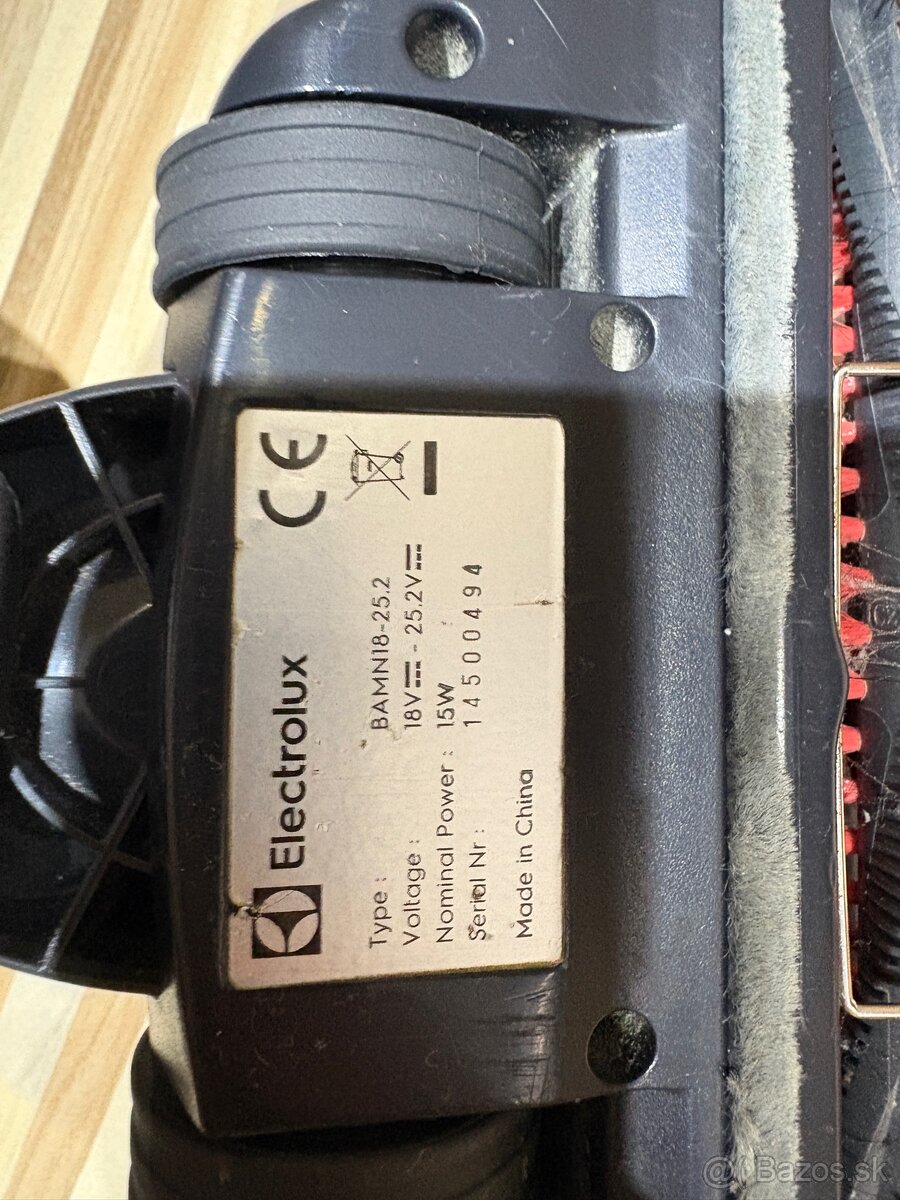 Electrolux
CE
Type : BAMN18-25.2
Voltage : 18V - 25.2V
Nominal Power : 15W
Serial Nr : 14500494
Made in China
@ Bazos.sk